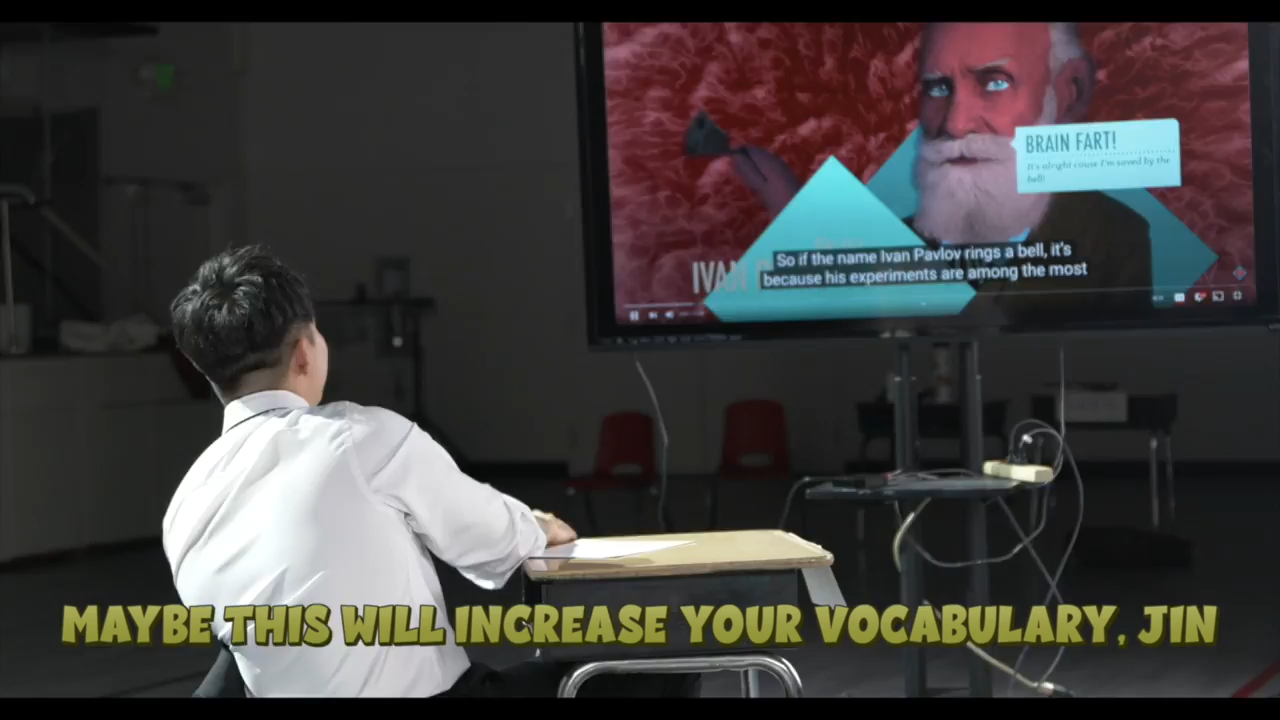 BRAIN FART!
It's alright cause I'm saved by the
bell!
IVAN
So if the name Ivan Pavlov rings a bell, it's
because his experiments are among the most
MAYBE THIS WILL INCREASE YOUR VOCABULARY, JIN